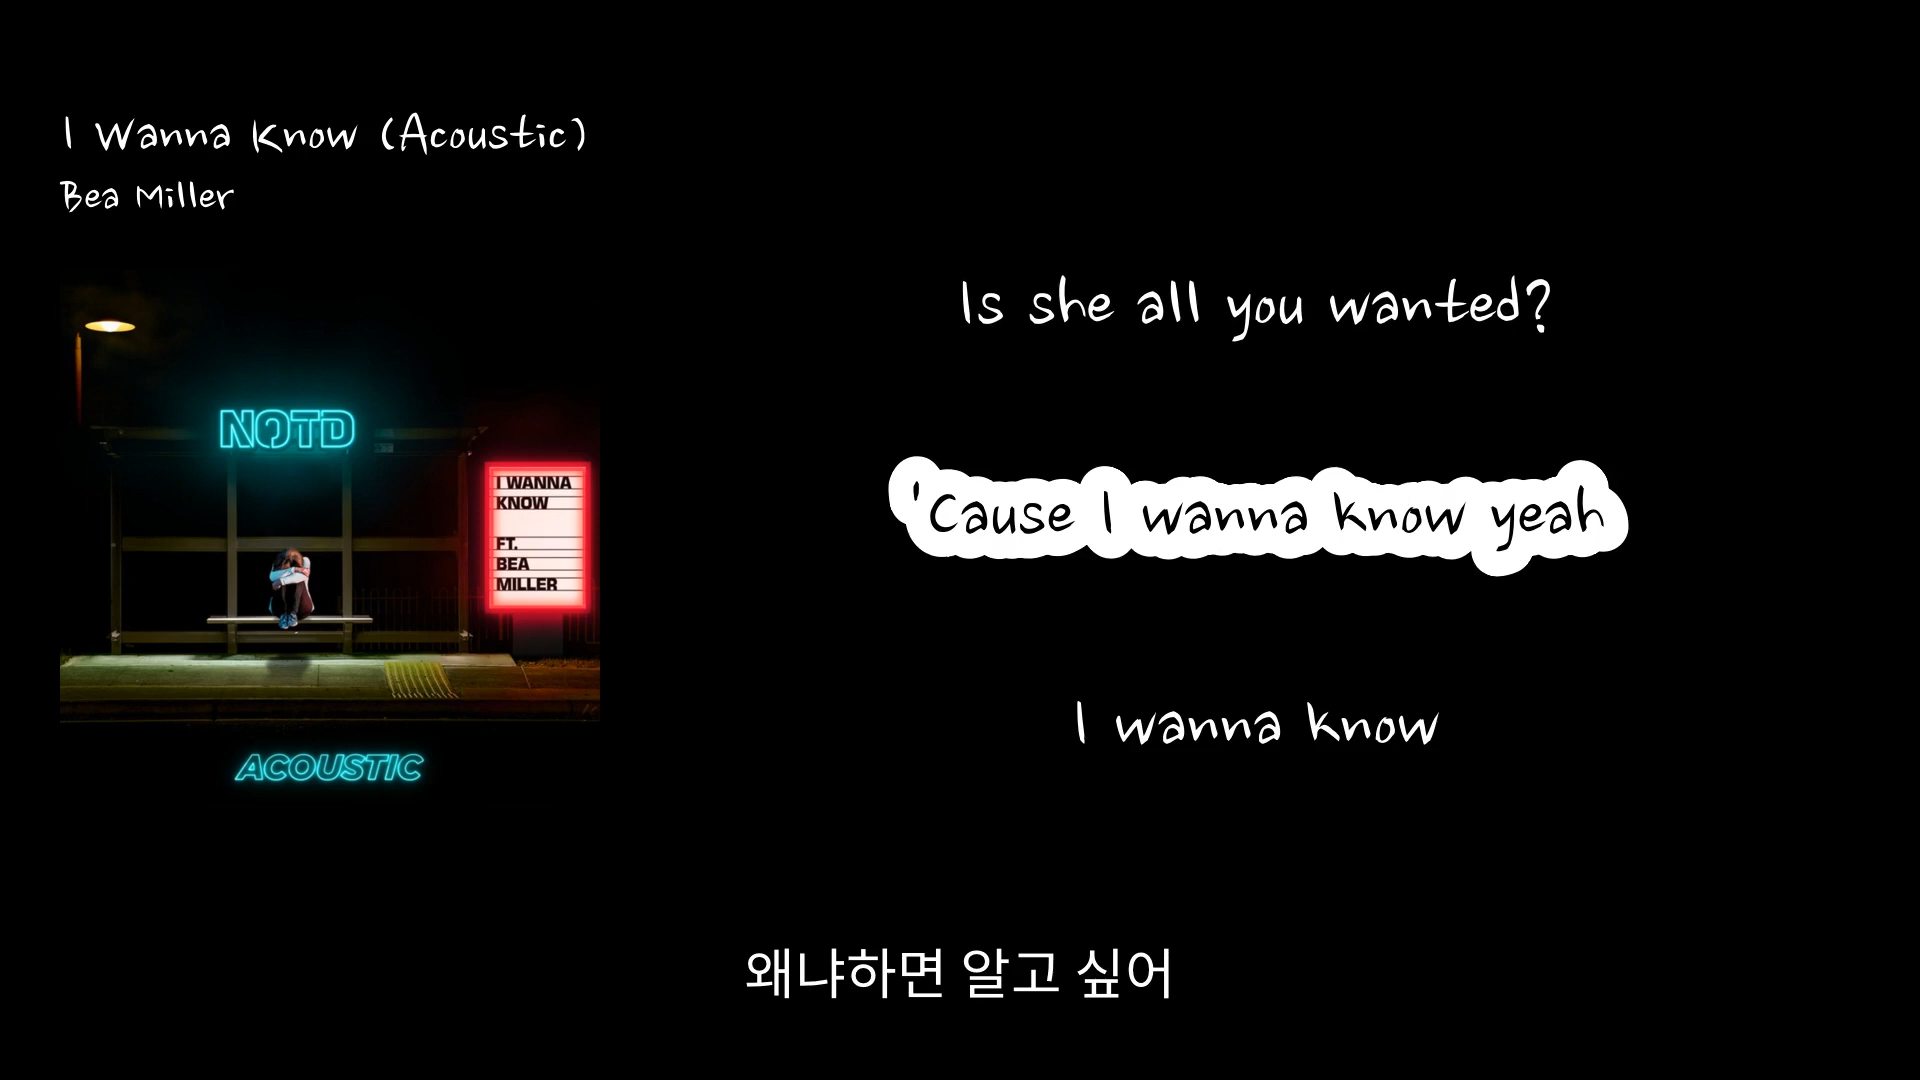 I Wanna Know (Acoustic)
Bea Miller
NOTD
I WANNA
KNOW
FT.
BEA
MILLER
ACOUSTIC
Is she all you wanted?
'Cause I wanna know yeah
I wanna know
왜냐하면 알고 싶어